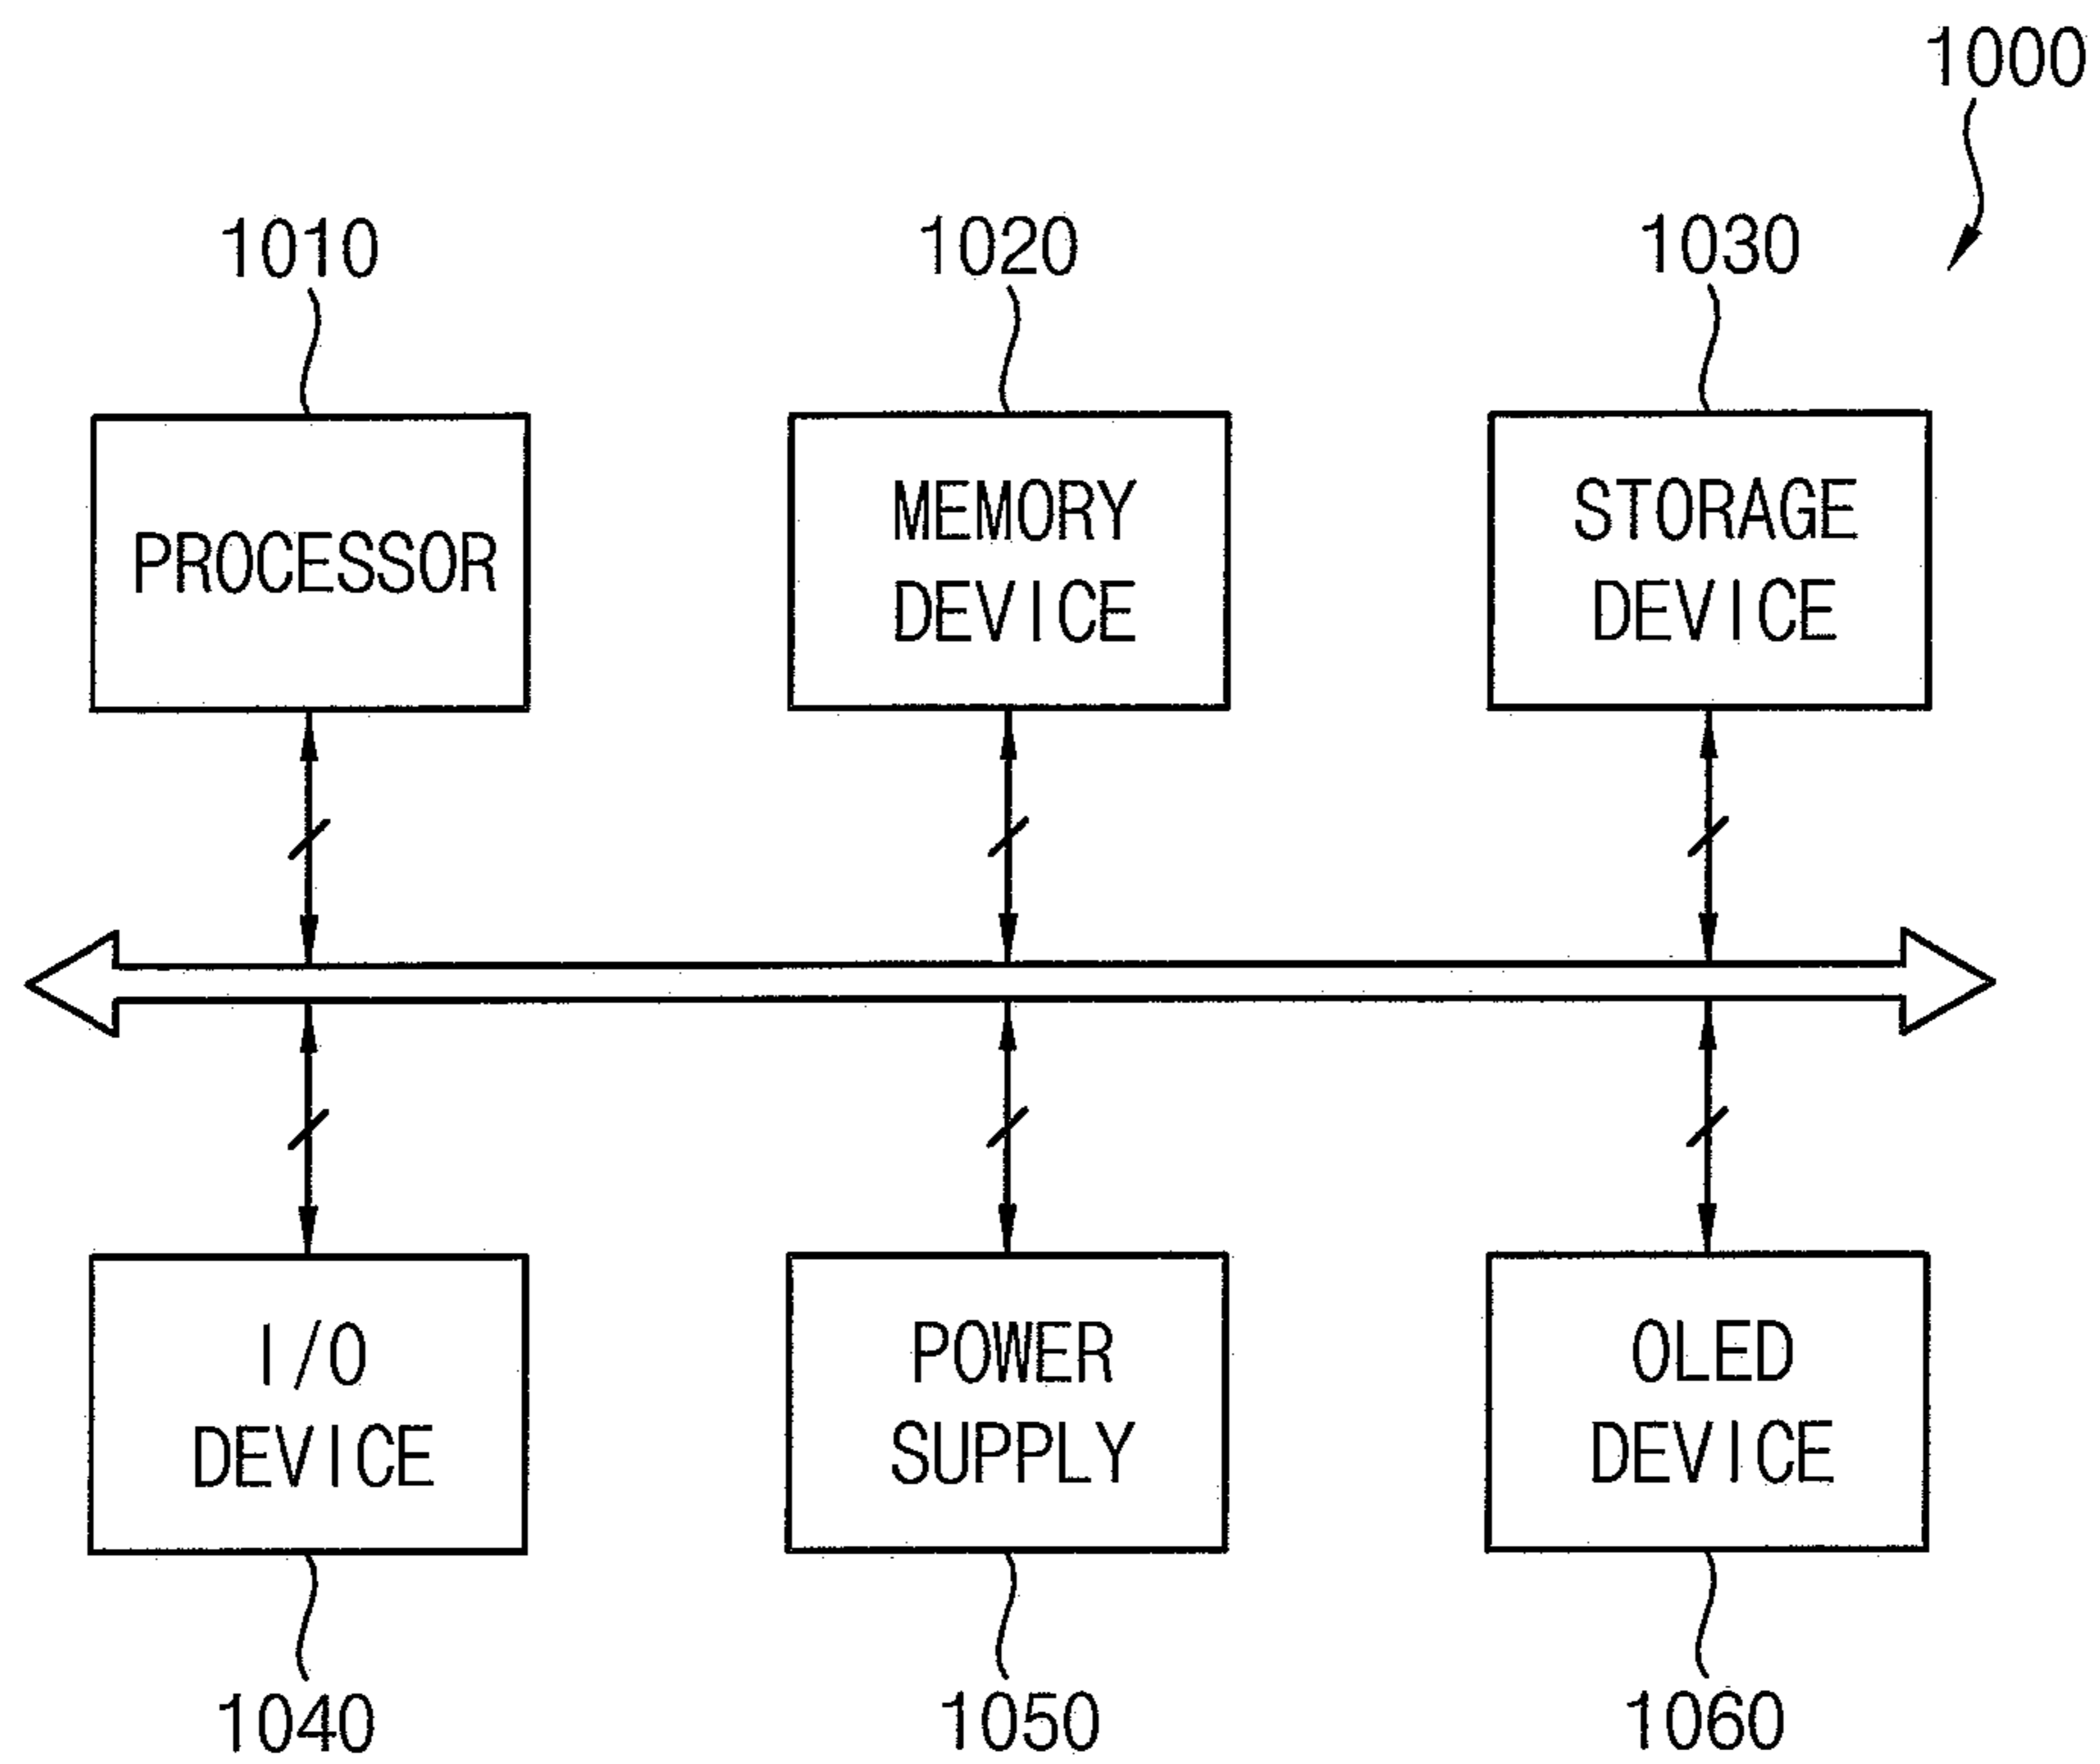 1000
1010
1020
1030
PROCESSOR
MEMORY
DEVICE
STORAGE
DEVICE
I/O
DEVICE
POWER
SUPPLY
OLED
DEVICE
1040
1050
1060